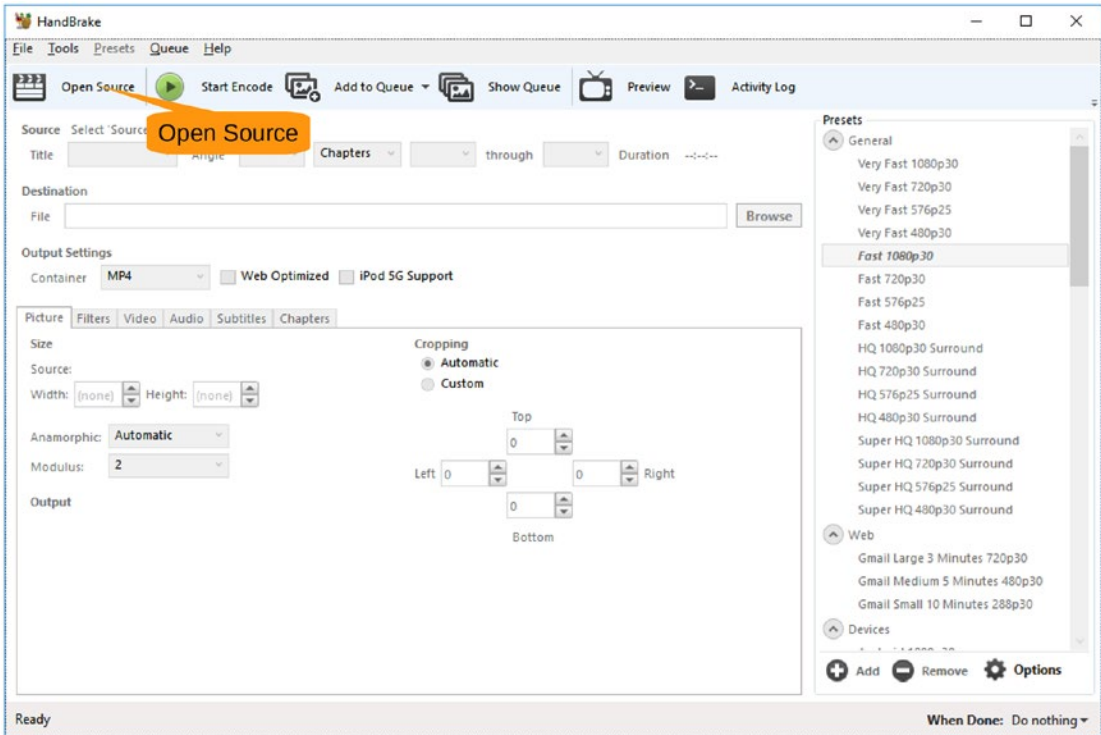 HandBrake
File Tools Presets Queue Help
Open Source Start Encode Add to Queue Show Queue Preview Activity Log
Open Source
Source Select 'Source
Title Angle Chapters through Duration --:--:--
Destination
File Browse
Output Settings
Container MP4 Web Optimized iPod 5G Support
Picture Filters Video Audio Subtitles Chapters
Size
Source:
Width: (none) Height: (none)
Anamorphic: Automatic
Modulus: 2
Output
Cropping
Automatic
Custom
Top
0
Left 0 0 Right
0
Bottom
Presets
General
Very Fast 1080p30
Very Fast 720p30
Very Fast 576p25
Very Fast 480p30
Fast 1080p30
Fast 720p30
Fast 576p25
Fast 480p30
HQ 1080p30 Surround
HQ 720p30 Surround
HQ 576p25 Surround
HQ 480p30 Surround
Super HQ 1080p30 Surround
Super HQ 720p30 Surround
Super HQ 576p25 Surround
Super HQ 480p30 Surround
Web
Gmail Large 3 Minutes 720p30
Gmail Medium 5 Minutes 480p30
Gmail Small 10 Minutes 288p30
Devices
Add Remove Options
Ready
When Done: Do nothing